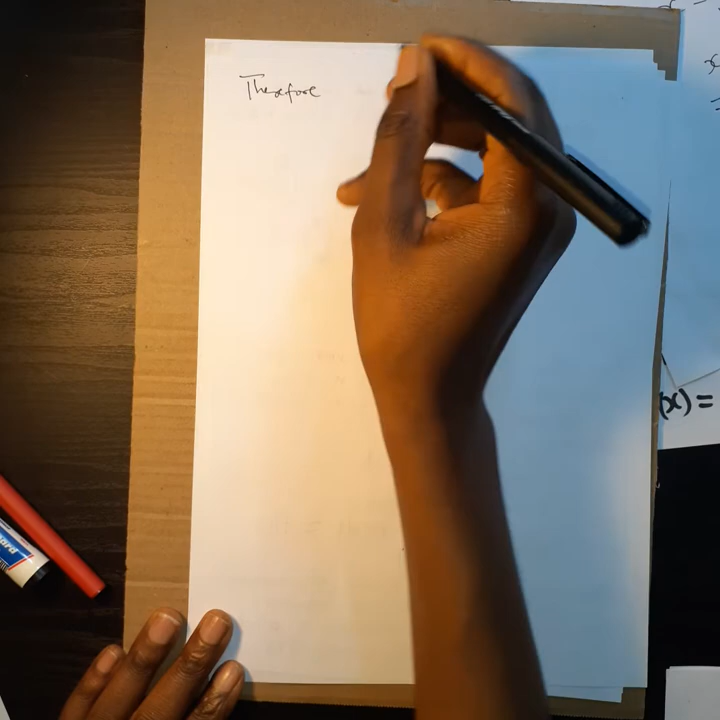 Therefore
(x) =